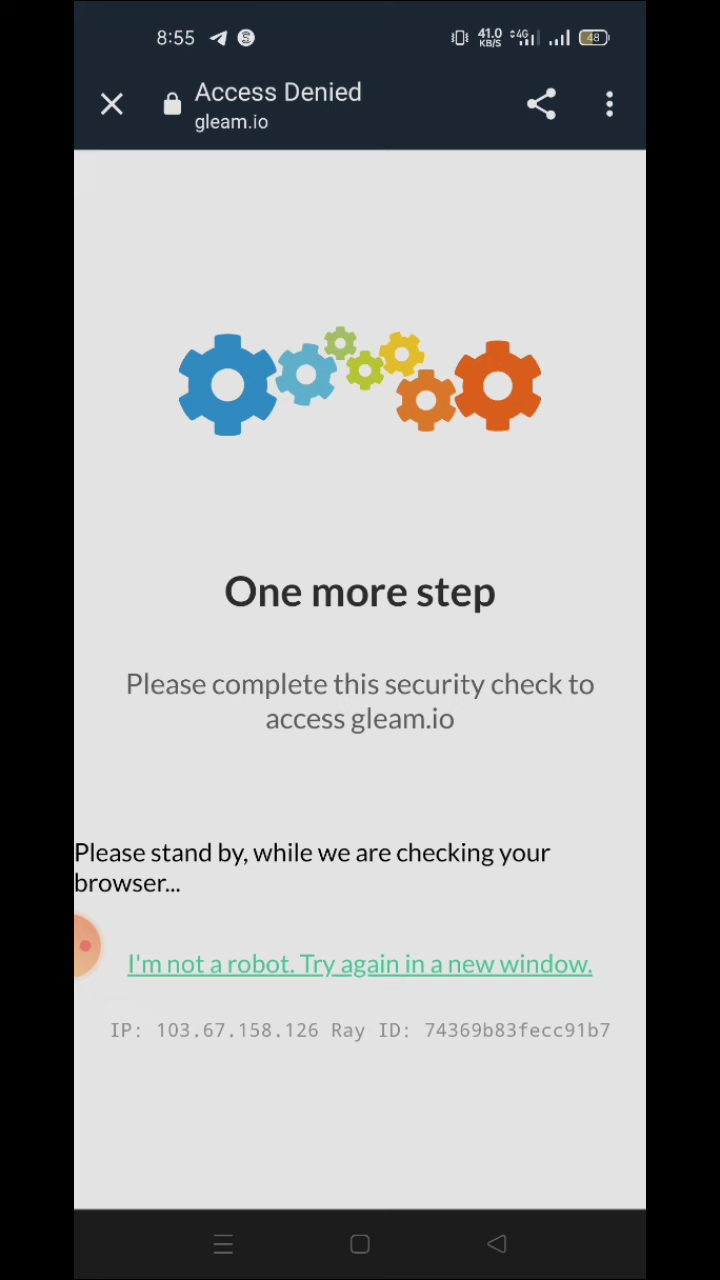 8:55
41.0
KB/S
4G
48
Access Denied
gleam.io
One more step
Please complete this security check to
access gleam.io
Please stand by, while we are checking your
browser...
I'm not a robot. Try again in a new window.
IP: 103.67.158.126 Ray ID: 74369b83fecc91b7